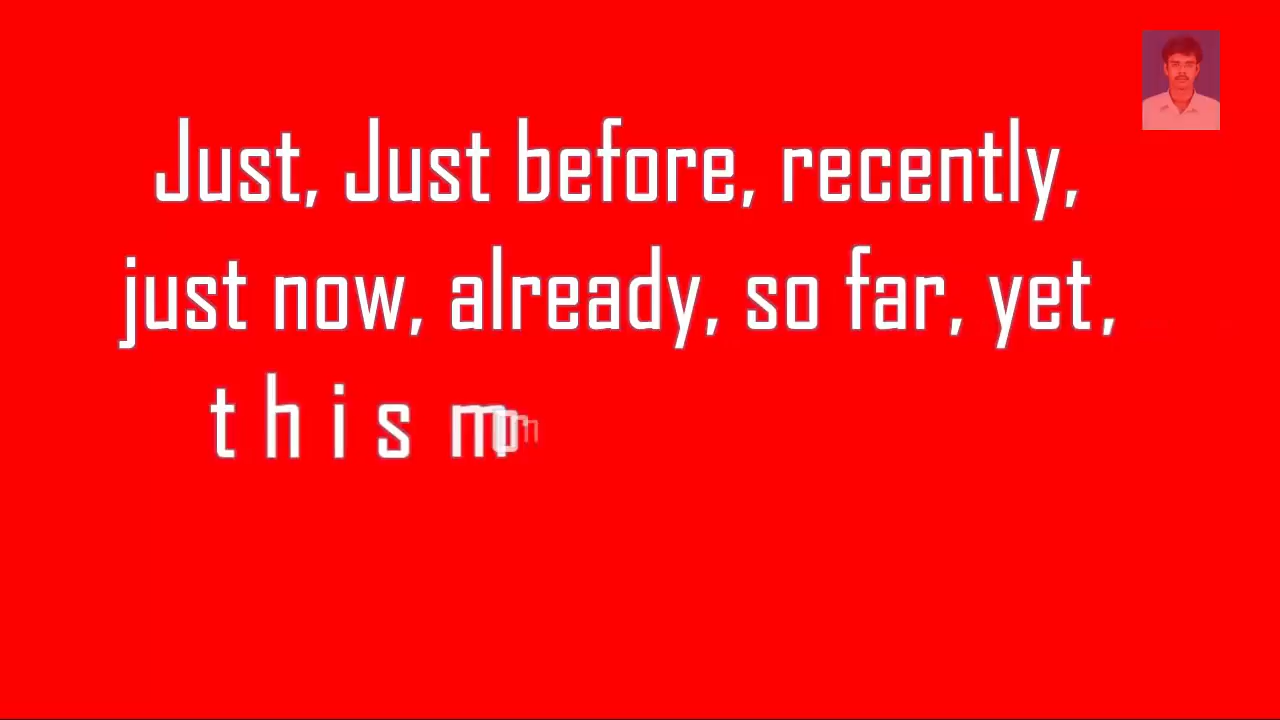 Just, Just before, recently,
just now, already, so far, yet,
this